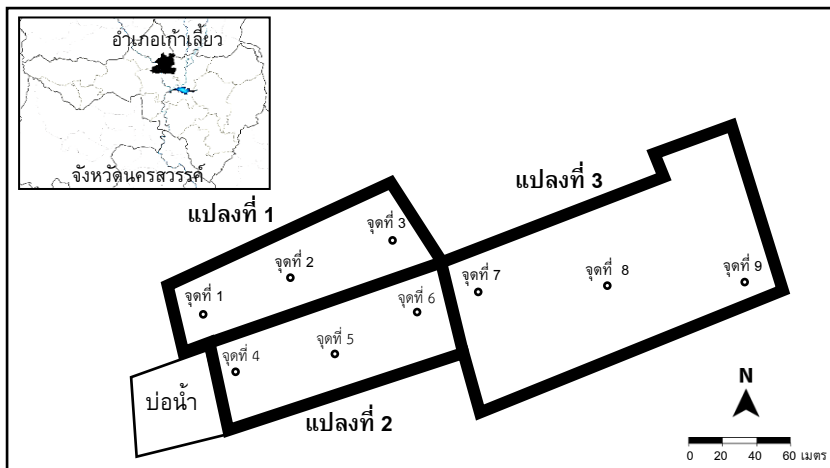 อำเภอเก้าเลี้ยว
จังหวัดนครสวรรค์
แปลงที่ 1
แปลงที่ 3
จุดที่ 3
จุดที่ 2
จุดที่ 1
จุดที่ 7
จุดที่ 8
จุดที่ 9
จุดที่ 6
จุดที่ 5
จุดที่ 4
บ่อน้ำ
แปลงที่ 2
N
0 20 40 60 เมตร